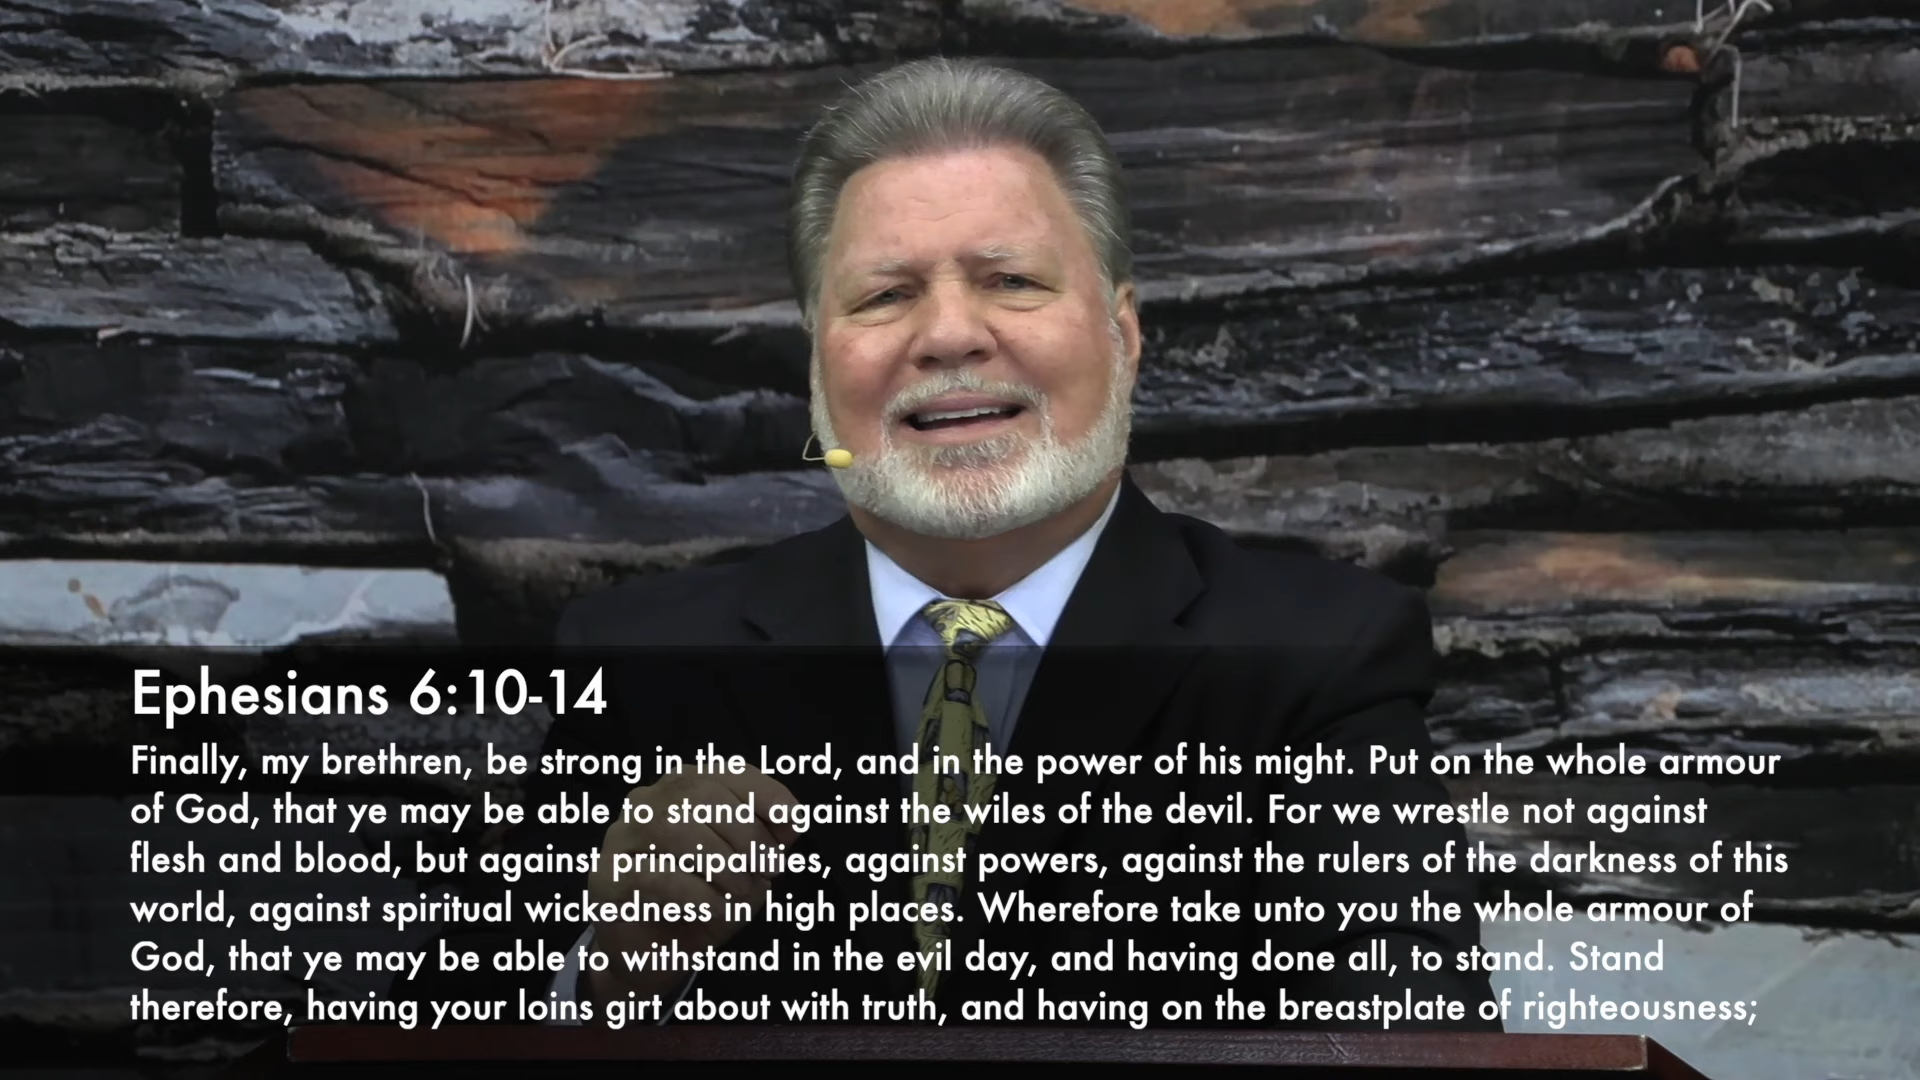 Ephesians 6:10-14
Finally, my brethren, be strong in the Lord, and in the power of his might. Put on the whole armour
of God, that ye may be able to stand against the wiles of the devil. For we wrestle not against
flesh and blood, but against principalities, against powers, against the rulers of the darkness of this
world, against spiritual wickedness in high places. Wherefore take unto you the whole armour of
God, that ye may be able to withstand in the evil day, and having done all, to stand. Stand
therefore, having your loins girt about with truth, and having on the breastplate of righteousness;